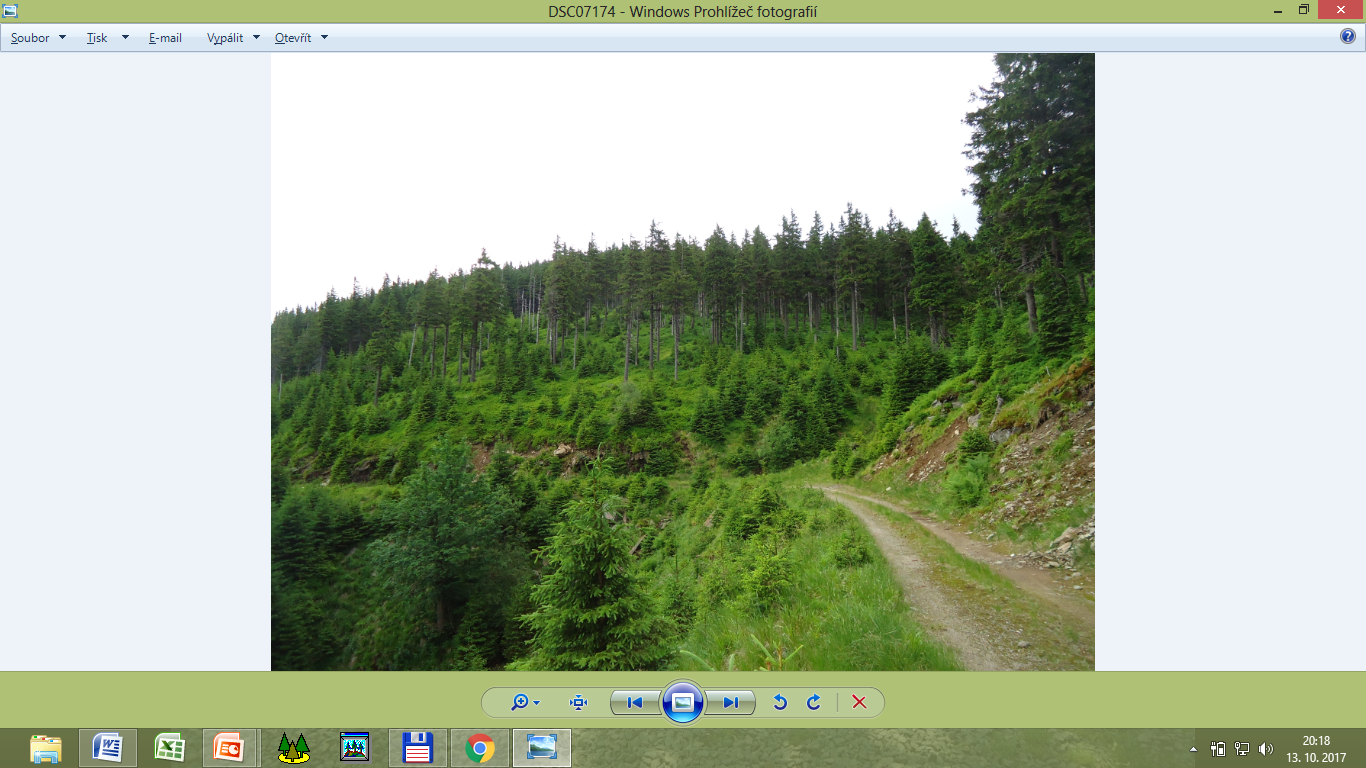 DSC07174 - Windows Prohlížeč fotografií
Soubor Tisk E-mail Vypálit Otevřít
20:18
13. 10. 2017